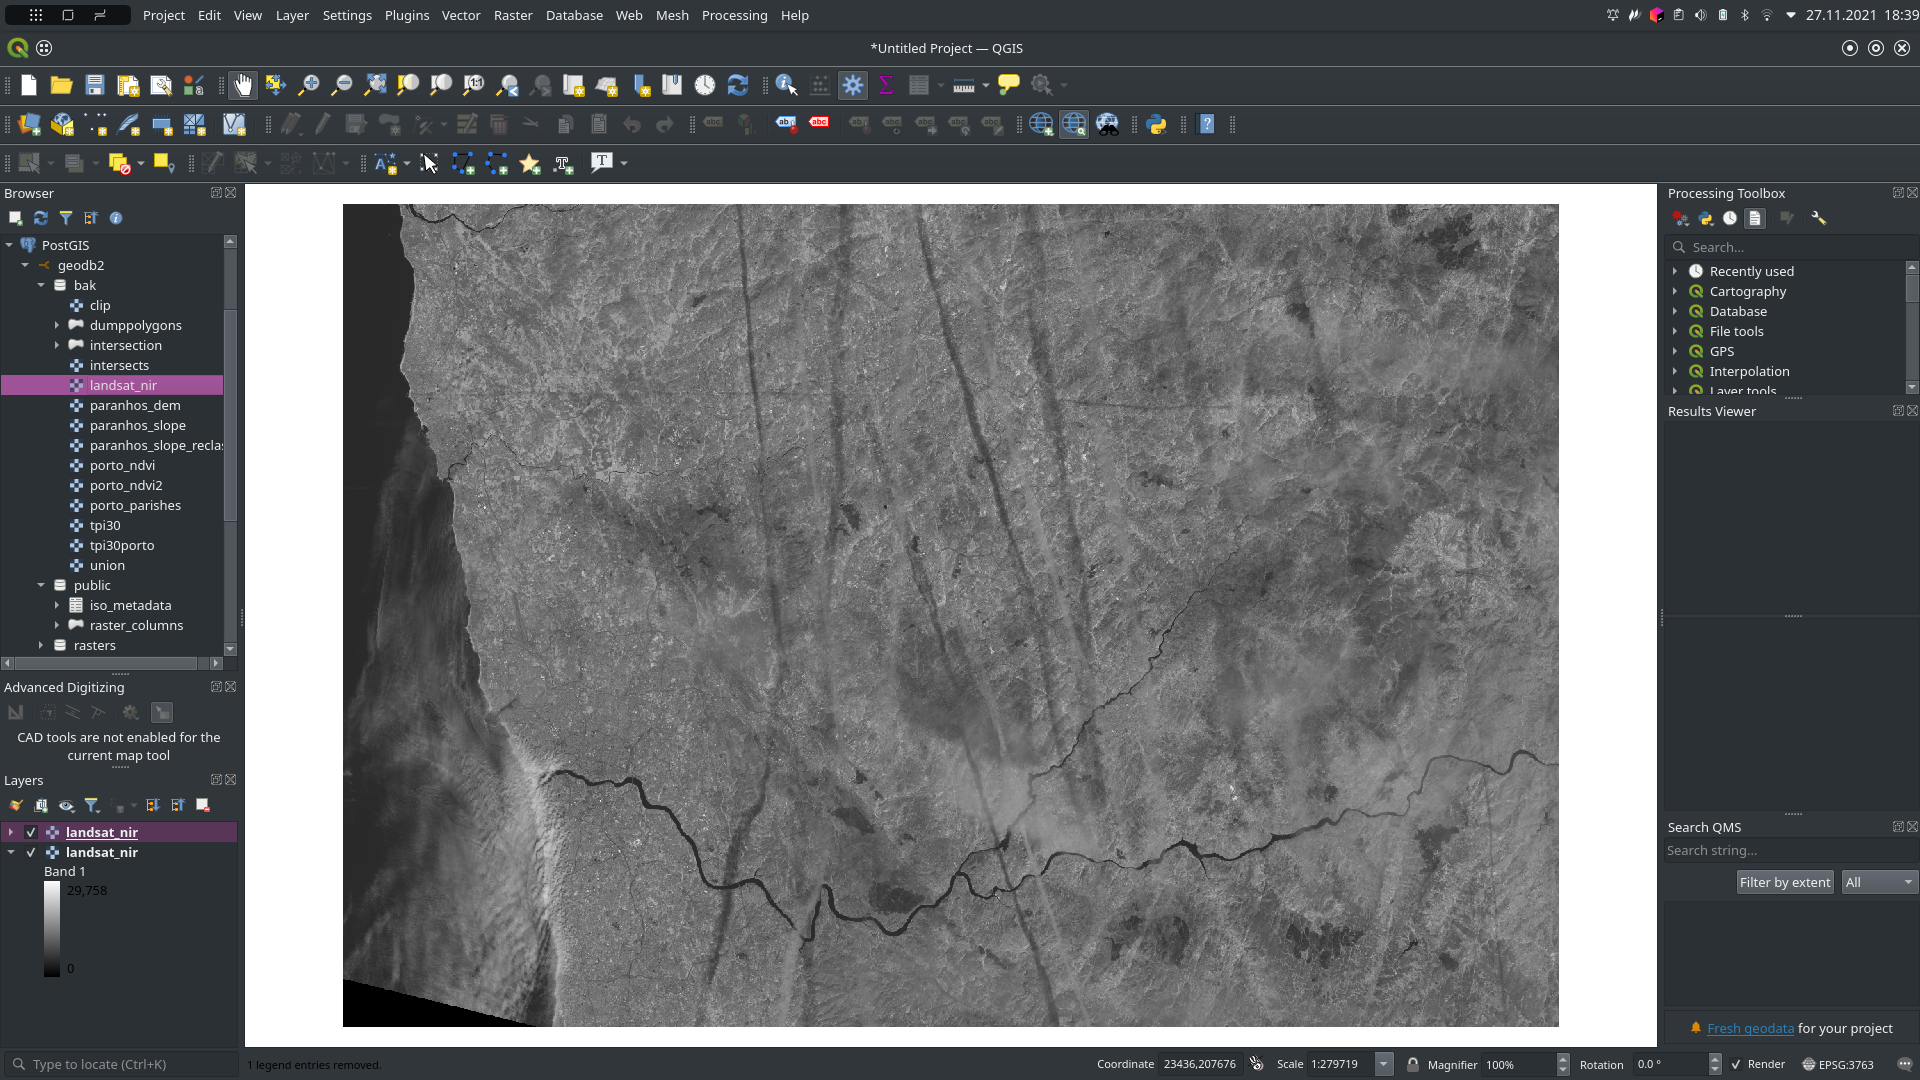 Project Edit View Layer Settings Plugins Vector Raster Database Web Mesh Processing Help
27.11.2021 18:39
*Untitled Project — QGIS
Browser
PostGIS
geodb2
bak
clip
dumppolygons
intersection
intersects
landsat_nir
paranhos_dem
paranhos_slope
paranhos_slope_recla
porto_ndvi
porto_ndvi2
porto_parishes
tpi30
tpi30porto
union
public
iso_metadata
raster_columns
rasters
Advanced Digitizing
CAD tools are not enabled for the
current map tool
Layers
landsat_nir
landsat_nir
Band 1
29,758
0
Processing Toolbox
Search...
Recently used
Cartography
Database
File tools
GPS
Interpolation
Layer tools
Results Viewer
Search QMS
Search string...
Filter by extent All
Fresh geodata for your project
Type to locate (Ctrl+K)
1 legend entries removed.
Coordinate 23436,207676 Scale 1:279719 Magnifier 100% Rotation 0.0 ° Render EPSG:3763